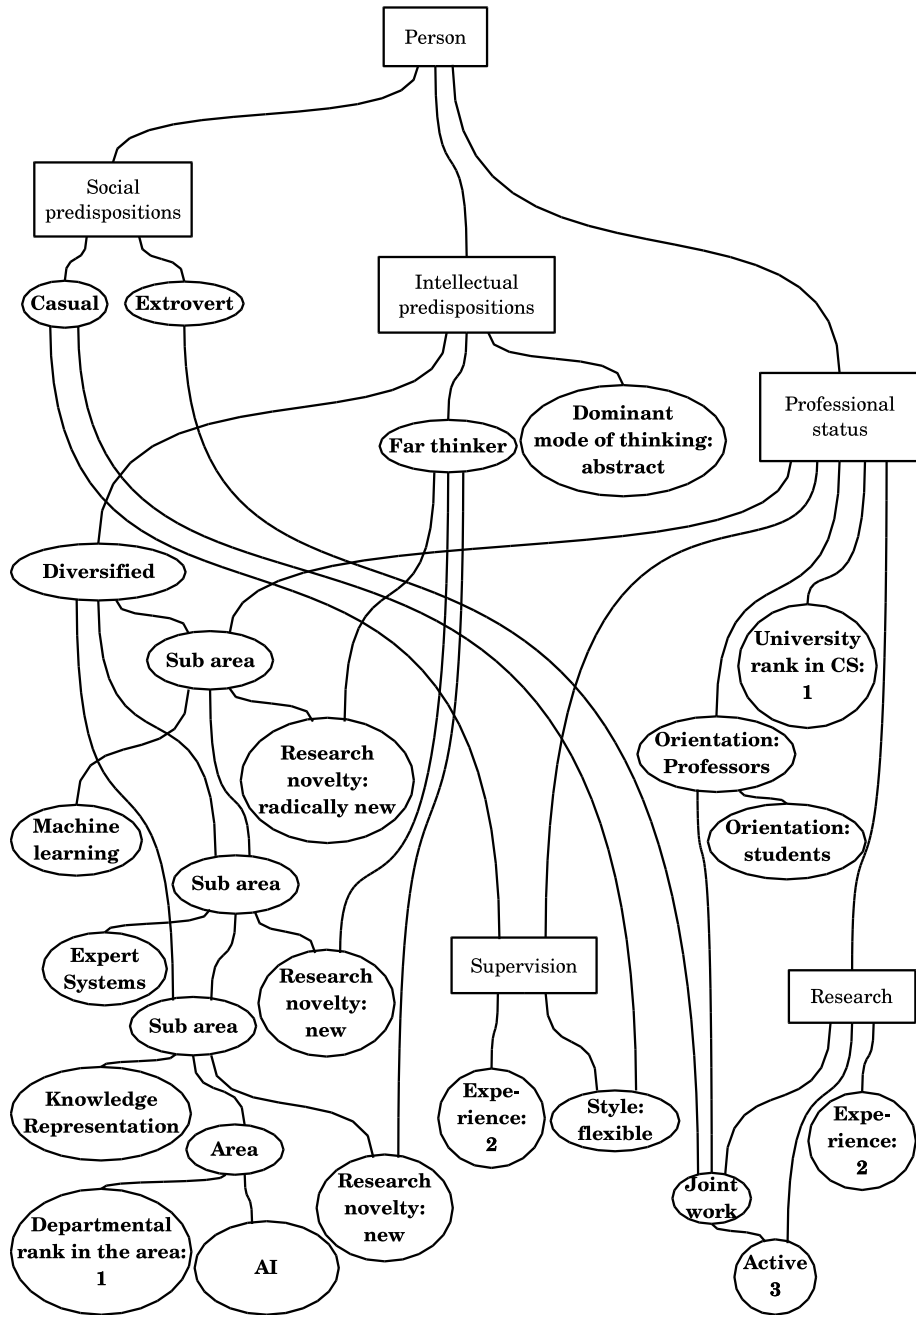 Person
Social
predispositions
Casual
Extrovert
Intellectual
predispositions
Professional
status
Dominant
mode of thinking:
abstract
Far thinker
Diversified
Sub area
University
rank in CS:
1
Research
novelty:
radically new
Orientation:
Professors
Machine
learning
Orientation:
students
Sub area
Expert
Systems
Research
novelty:
new
Supervision
Research
Sub area
Knowledge
Representation
Expe-
rience:
2
Style:
flexible
Expe-
rience:
2
Area
Research
novelty:
new
Joint
work
Departmental
rank in the area:
1
AI
Active
3